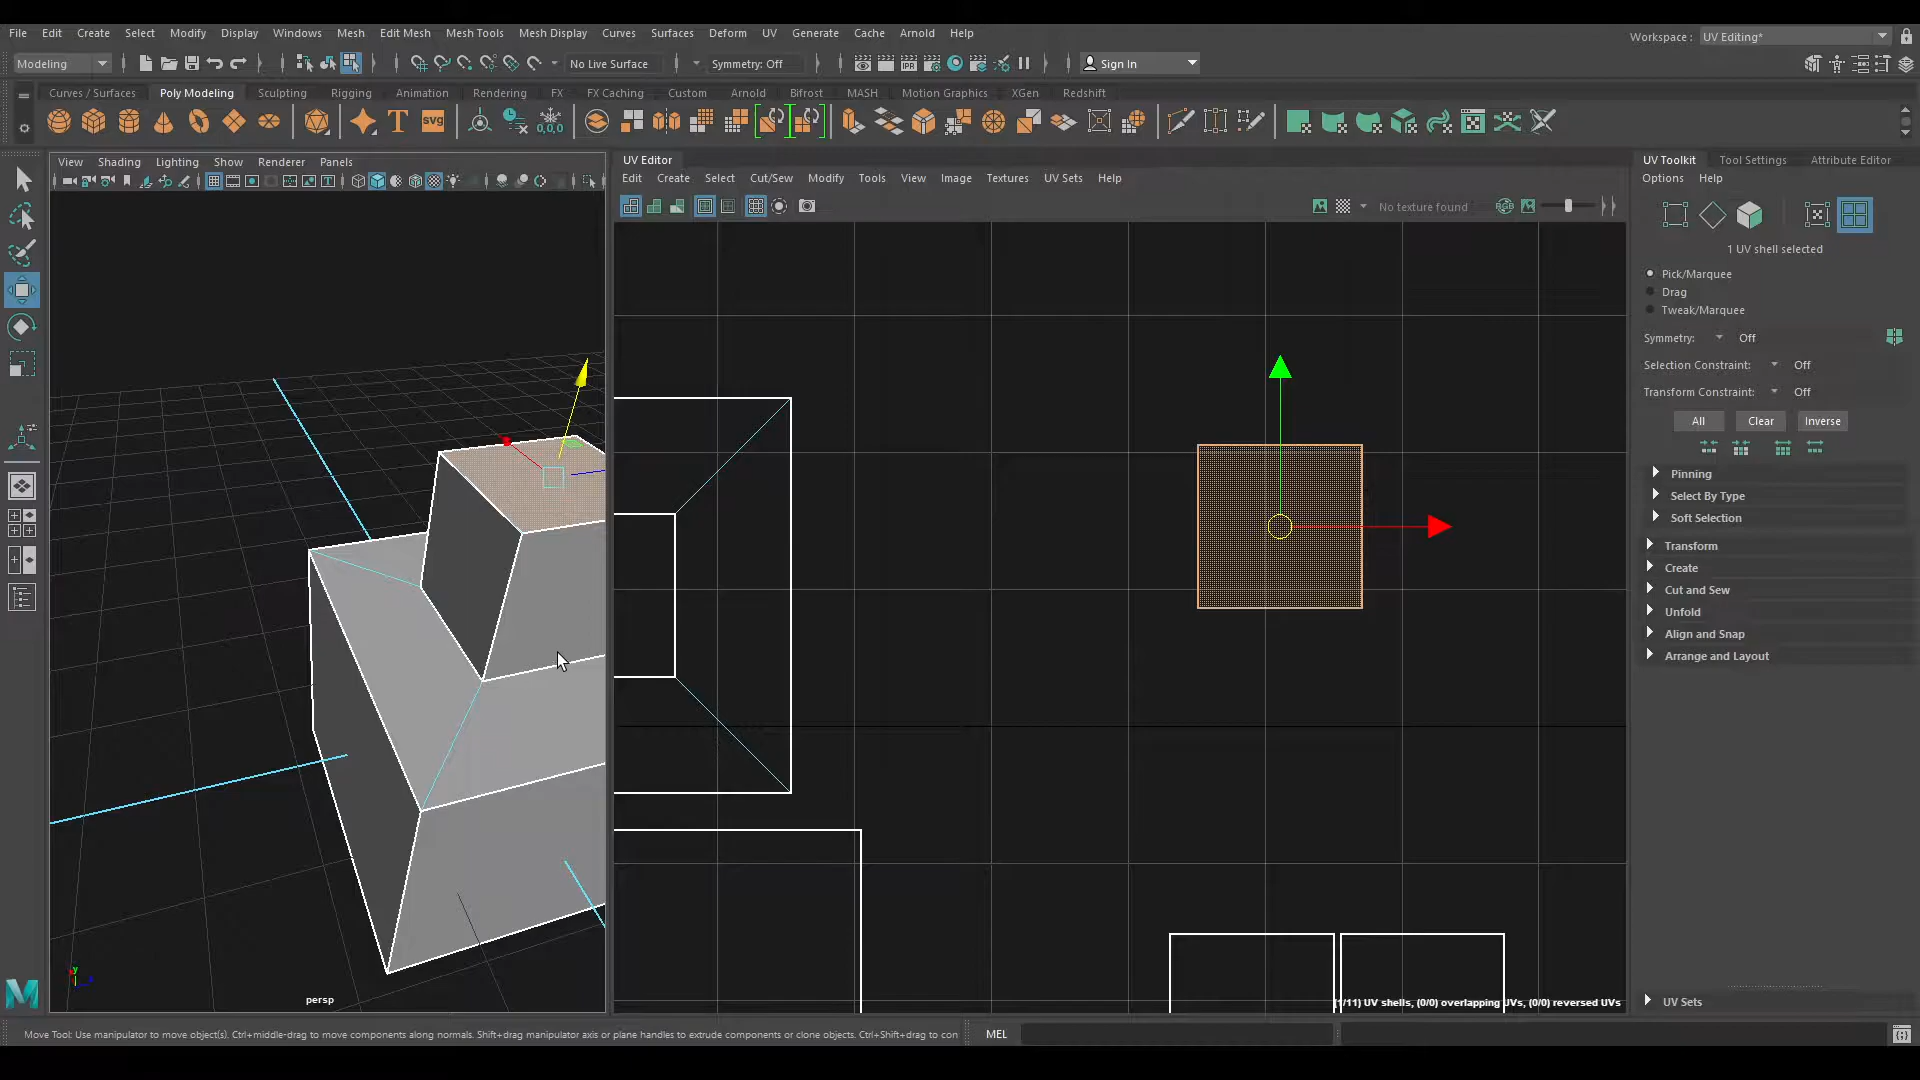 File Edit Create Select Modify Display Windows Mesh Edit Mesh Mesh Tools Mesh Display Curves Surfaces Deform UV Generate Cache Arnold Help
Workspace : UV Editing*
Modeling No Live Surface Symmetry: Off Sign In
Curves / Surfaces Poly Modeling Sculpting Rigging Animation Rendering FX FX Caching Custom Arnold Bifrost MASH Motion Graphics XGen Redshift
T svg 0,0,0
View Shading Lighting Show Renderer Panels
UV Editor
Edit Create Select Cut/Sew Modify Tools View Image Textures UV Sets Help
No texture found
UV Toolkit Tool Settings Attribute Editor
Options Help
1 UV shell selected
Pick/Marquee
Drag
Tweak/Marquee
Symmetry: Off
Selection Constraint: Off
Transform Constraint: Off
All Clear Inverse
Pinning
Select By Type
Soft Selection
Transform
Create
Cut and Sew
Unfold
Align and Snap
Arrange and Layout
persp
(1/11) UV shells, (0/0) overlapping UVs, (0/0) reversed UVs
UV Sets
Move Tool: Use manipulator to move object(s). Ctrl+middle-drag to move components along normals. Shift+drag manipulator axis or plane handles to extrude components or clone objects. Ctrl+Shift+drag to con
MEL